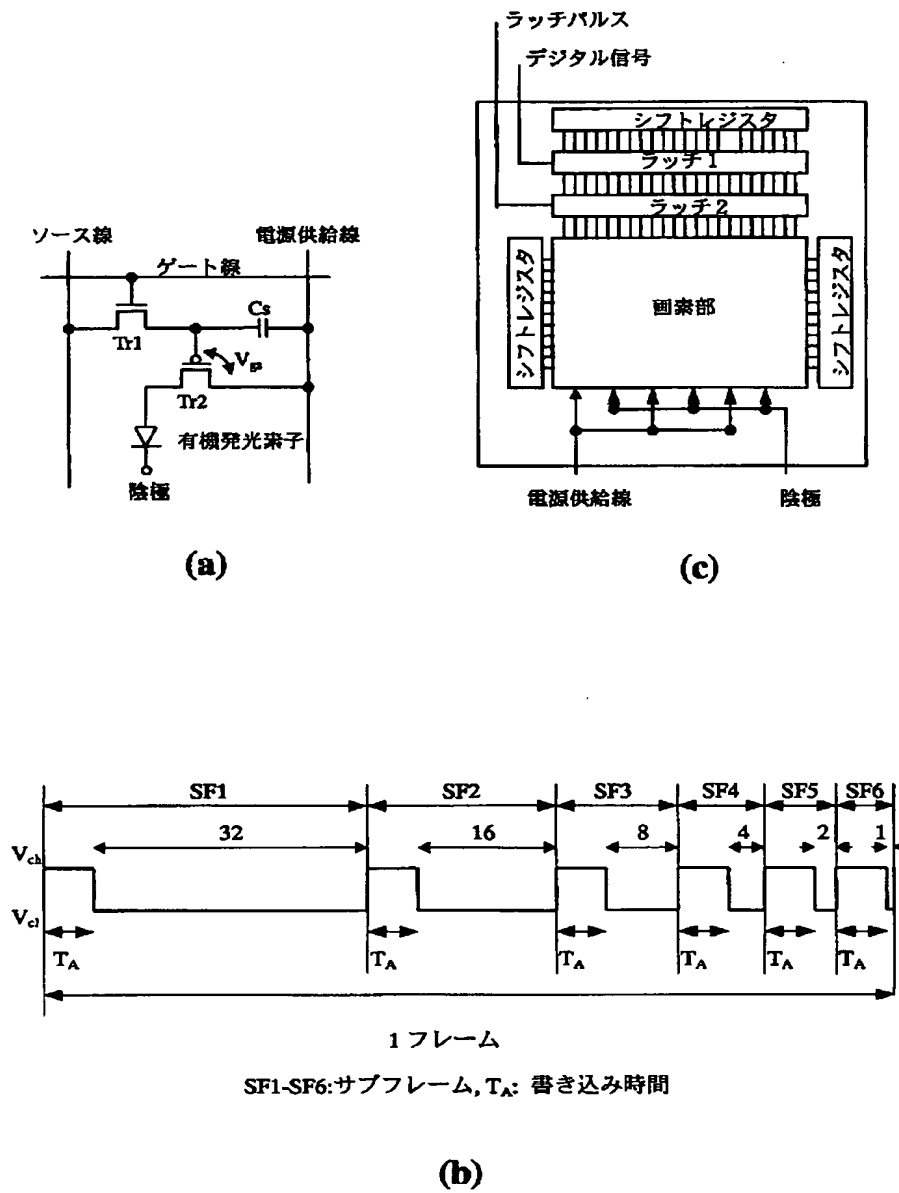 ラッチパルス
デジタル信号
シフトレジスタ
ラッチ1
ラッチ2
シフトレジスタ
画素部
シフトレジスタ
電源供給線
陰極
(c)
ソース線
電源供給線
ゲート線
Cs
Tr1
Vgs
Tr2
有機発光素子
陰極
(a)
SF1 SF2 SF3 SF4 SF5 SF6
32 16 8 4 2 1
Vch
Vcl
TA TA TA TA TA TA
1 フレーム
SF1-SF6:サブフレーム, TA: 書き込み時間
(b)